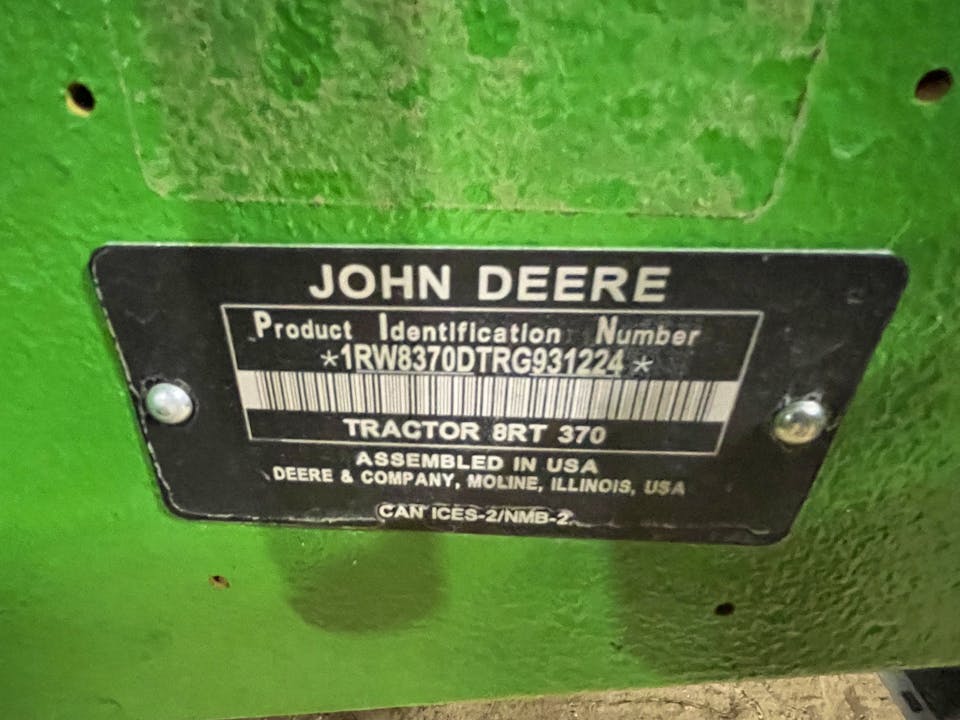 JOHN DEERE
Product Identification Number
*1RW8370DTRG931224*
TRACTOR 8RT 370
ASSEMBLED IN USA
DEERE & COMPANY, MOLINE, ILLINOIS, USA
CAN ICES-2/NMB-2